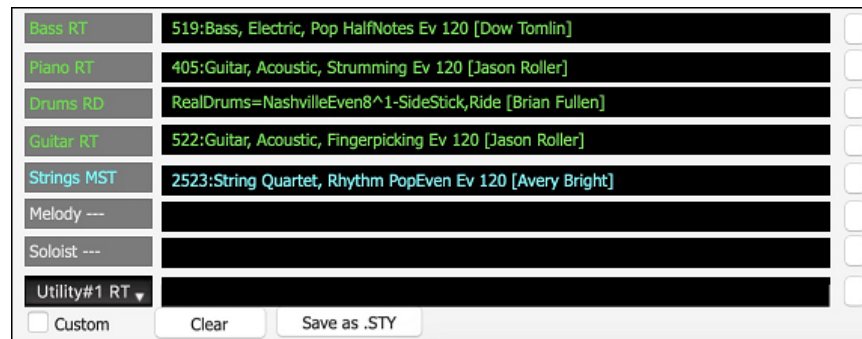 Bass RT 519:Bass, Electric, Pop HalfNotes Ev 120 [Dow Tomlin]
Piano RT 405:Guitar, Acoustic, Strumming Ev 120 [Jason Roller]
Drums RD RealDrums=NashvilleEven8^1-SideStick,Ride [Brian Fullen]
Guitar RT 522:Guitar, Acoustic, Fingerpicking Ev 120 [Jason Roller]
Strings MST 2523:String Quartet, Rhythm PopEven Ev 120 [Avery Bright]
Melody ---
Soloist ---
Utility#1 RT
Custom Clear Save as .STY